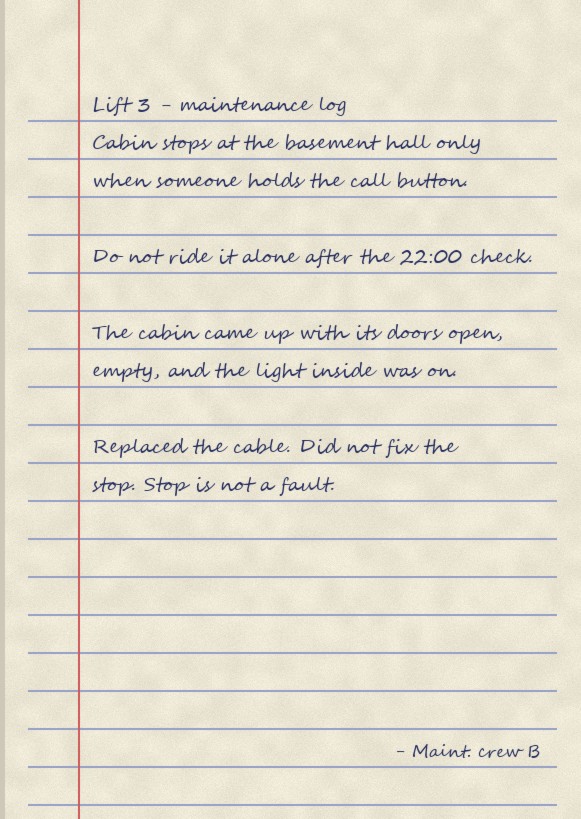 Lift 3 - maintenance log
Cabin stops at the basement hall only
when someone holds the call button.
Do not ride it alone after the 22:00 check.
The cabin came up with its doors open,
empty, and the light inside was on.
Replaced the cable. Did not fix the
stop. Stop is not a fault.
- Maint. crew B